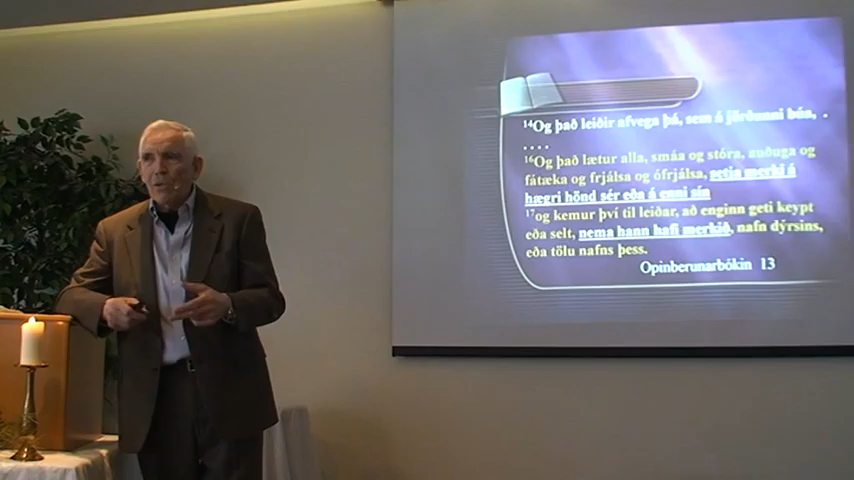 ¹⁴Og það leiðir afvega þá, sem á jörðunni búa, .
. . . .
¹⁶Og það lætur alla, smáa og stóra, auðuga og
fátæka og frjálsa og ófrjálsa, setja merki á
hægri hönd sér eða á enni sín
¹⁷og kemur því til leiðar, að enginn geti keypt
eða selt, nema hann hafi merkið, nafn dýrsins,
eða tölu nafns þess.
Opinberunarbókin 13